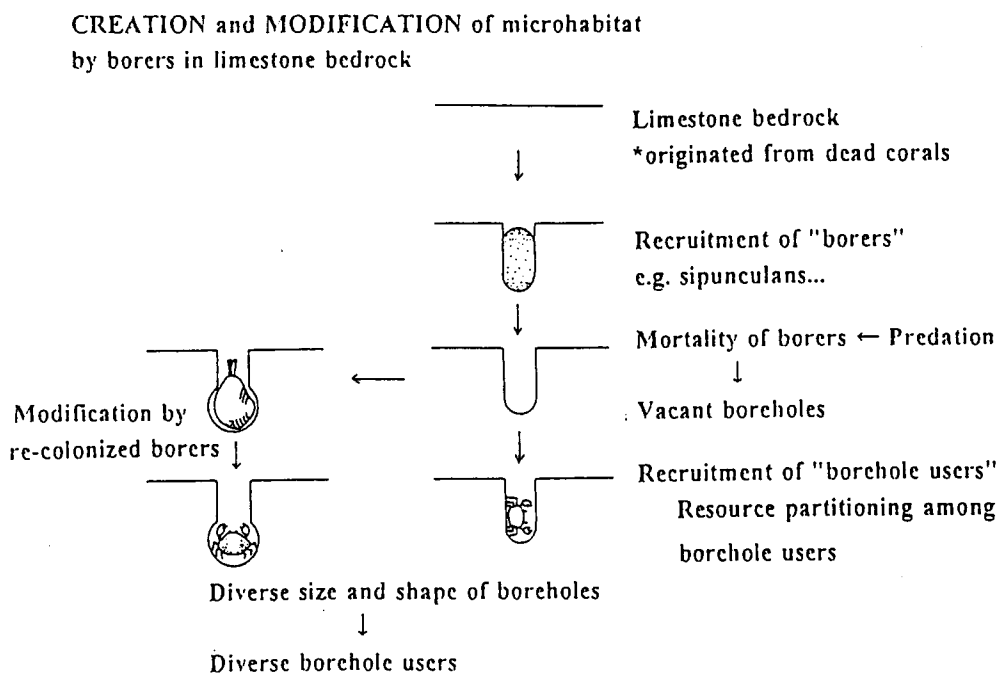 CREATION and MODIFICATION of microhabitat
by borers in limestone bedrock
Limestone bedrock
*originated from dead corals
Recruitment of "borers"
e.g. sipunculans...
Mortality of borers ← Predation
↓
Vacant boreholes
Modification by
re-colonized borers
Recruitment of "borehole users"
Resource partitioning among
borehole users
Diverse size and shape of boreholes
↓
Diverse borehole users